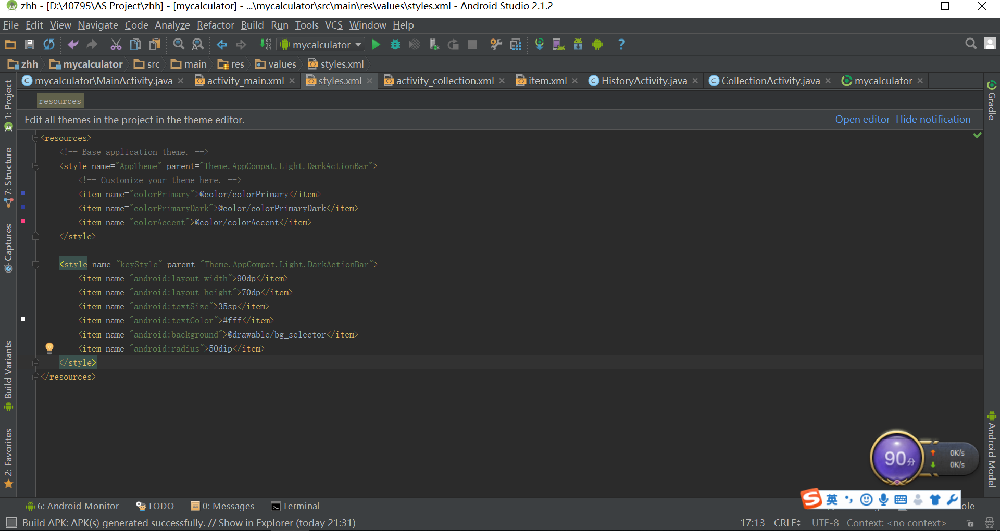 zhh - [D:\40795\AS Project\zhh] - [mycalculator] - ...\mycalculator\src\main\res\values\styles.xml - Android Studio 2.1.2
File Edit View Navigate Code Analyze Refactor Build Run Tools VCS Window Help
mycalculator
zhh mycalculator src main res values styles.xml
mycalculator\MainActivity.java activity_main.xml styles.xml activity_collection.xml item.xml HistoryActivity.java CollectionActivity.java mycalculator
resources
Edit all themes in the project in the theme editor. Open editor Hide notification
<resources>
<!-- Base application theme. -->
<style name="AppTheme" parent="Theme.AppCompat.Light.DarkActionBar">
<!-- Customize your theme here. -->
<item name="colorPrimary">@color/colorPrimary</item>
<item name="colorPrimaryDark">@color/colorPrimaryDark</item>
<item name="colorAccent">@color/colorAccent</item>
</style>
<style name="keyStyle" parent="Theme.AppCompat.Light.DarkActionBar">
<item name="android:layout_width">90dp</item>
<item name="android:layout_height">70dp</item>
<item name="android:textSize">35sp</item>
<item name="android:textColor">#fff</item>
<item name="android:background">@drawable/bg_selector</item>
<item name="android:radius">50dip</item>
</style>
</resources>
1: Project
7: Structure
Captures
Build Variants
2: Favorites
Gradle
Android Model
90分
0K/s
0K/s
S 英
6: Android Monitor TODO 0: Messages Terminal ole
Build APK: APK(s) generated successfully. // Show in Explorer (today 21:31) 17:13 CRLF UTF-8 Context: <no context>